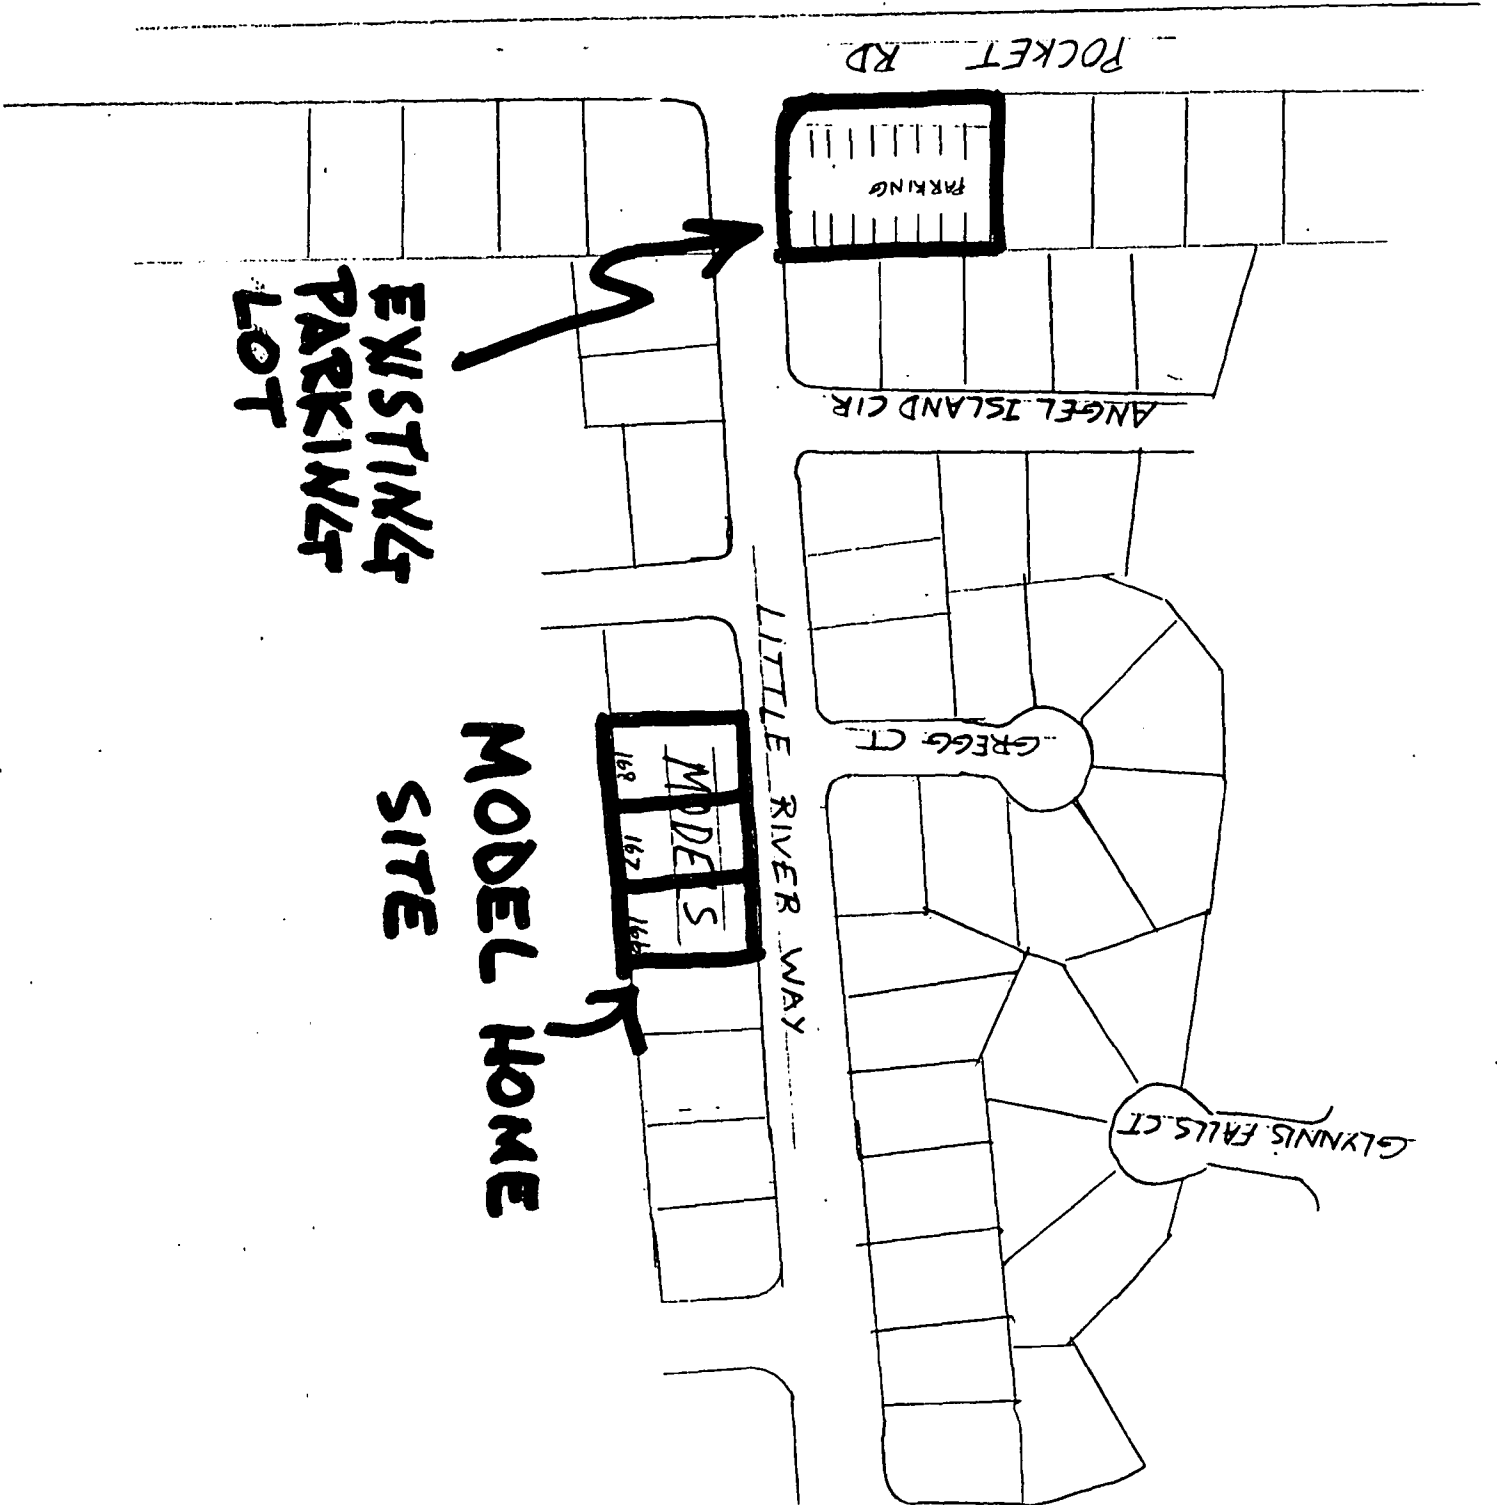 POCKET RD
PARKING
EXISTING
PARKING
LOT
ANGEL ISLAND CIR
LITTLE RIVER WAY
GREGG CT
MODELS
168
167
166
MODEL HOME
SITE
GLYNNIS FALLS CT